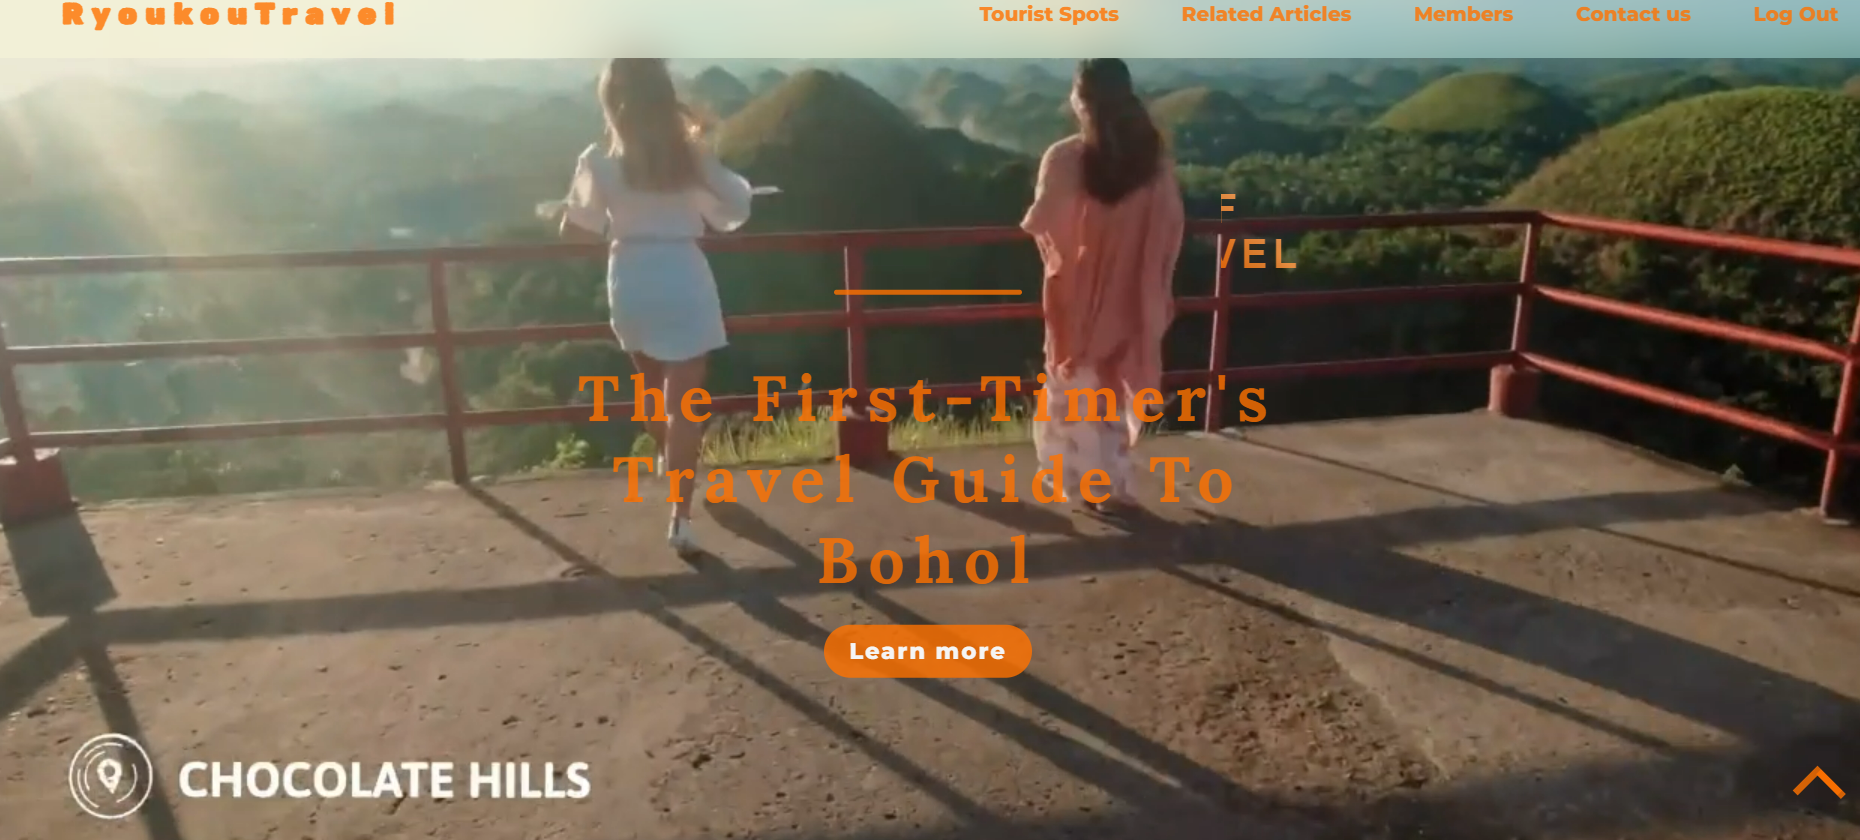 RyoukouTravel
Tourist Spots Related Articles Members Contact us Log Out
VEL
The First-Timer's
Travel Guide To
Bohol
Learn more
CHOCOLATE HILLS